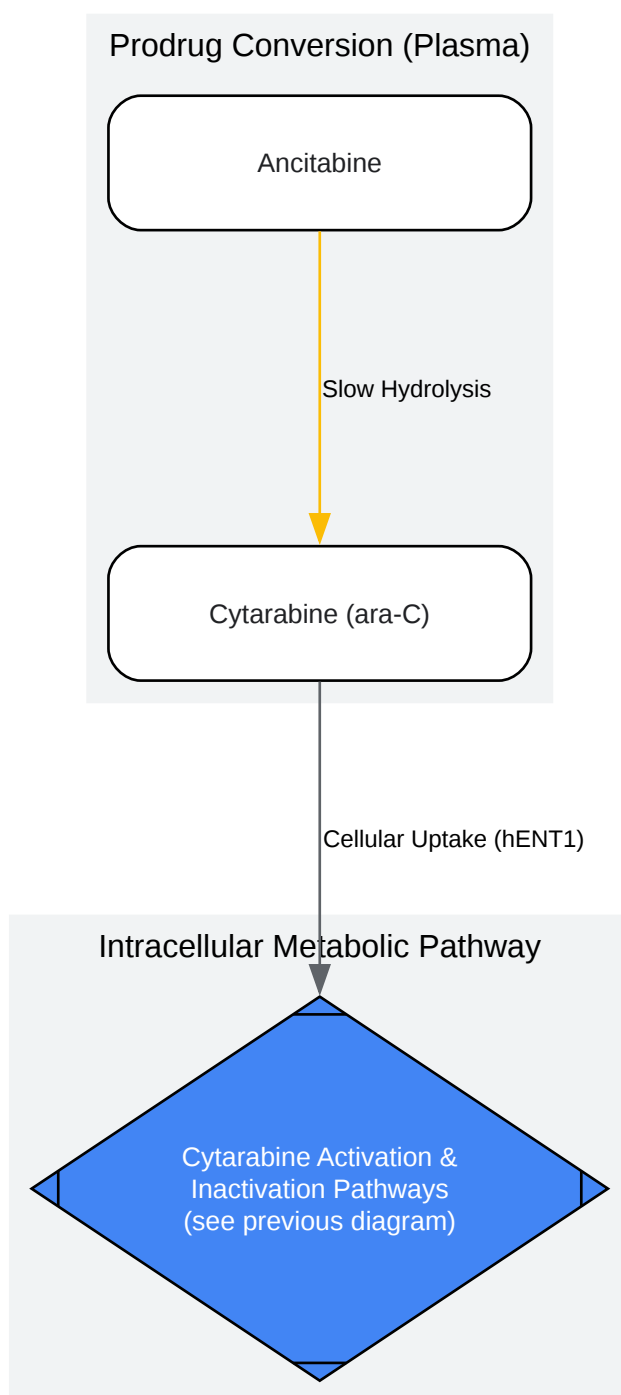 Prodrug Conversion (Plasma)
Ancitabine
Slow Hydrolysis
Cytarabine (ara-C)
Cellular Uptake (hENT1)
Intracellular Metabolic Pathway
Cytarabine Activation &
Inactivation Pathways
(see previous diagram)